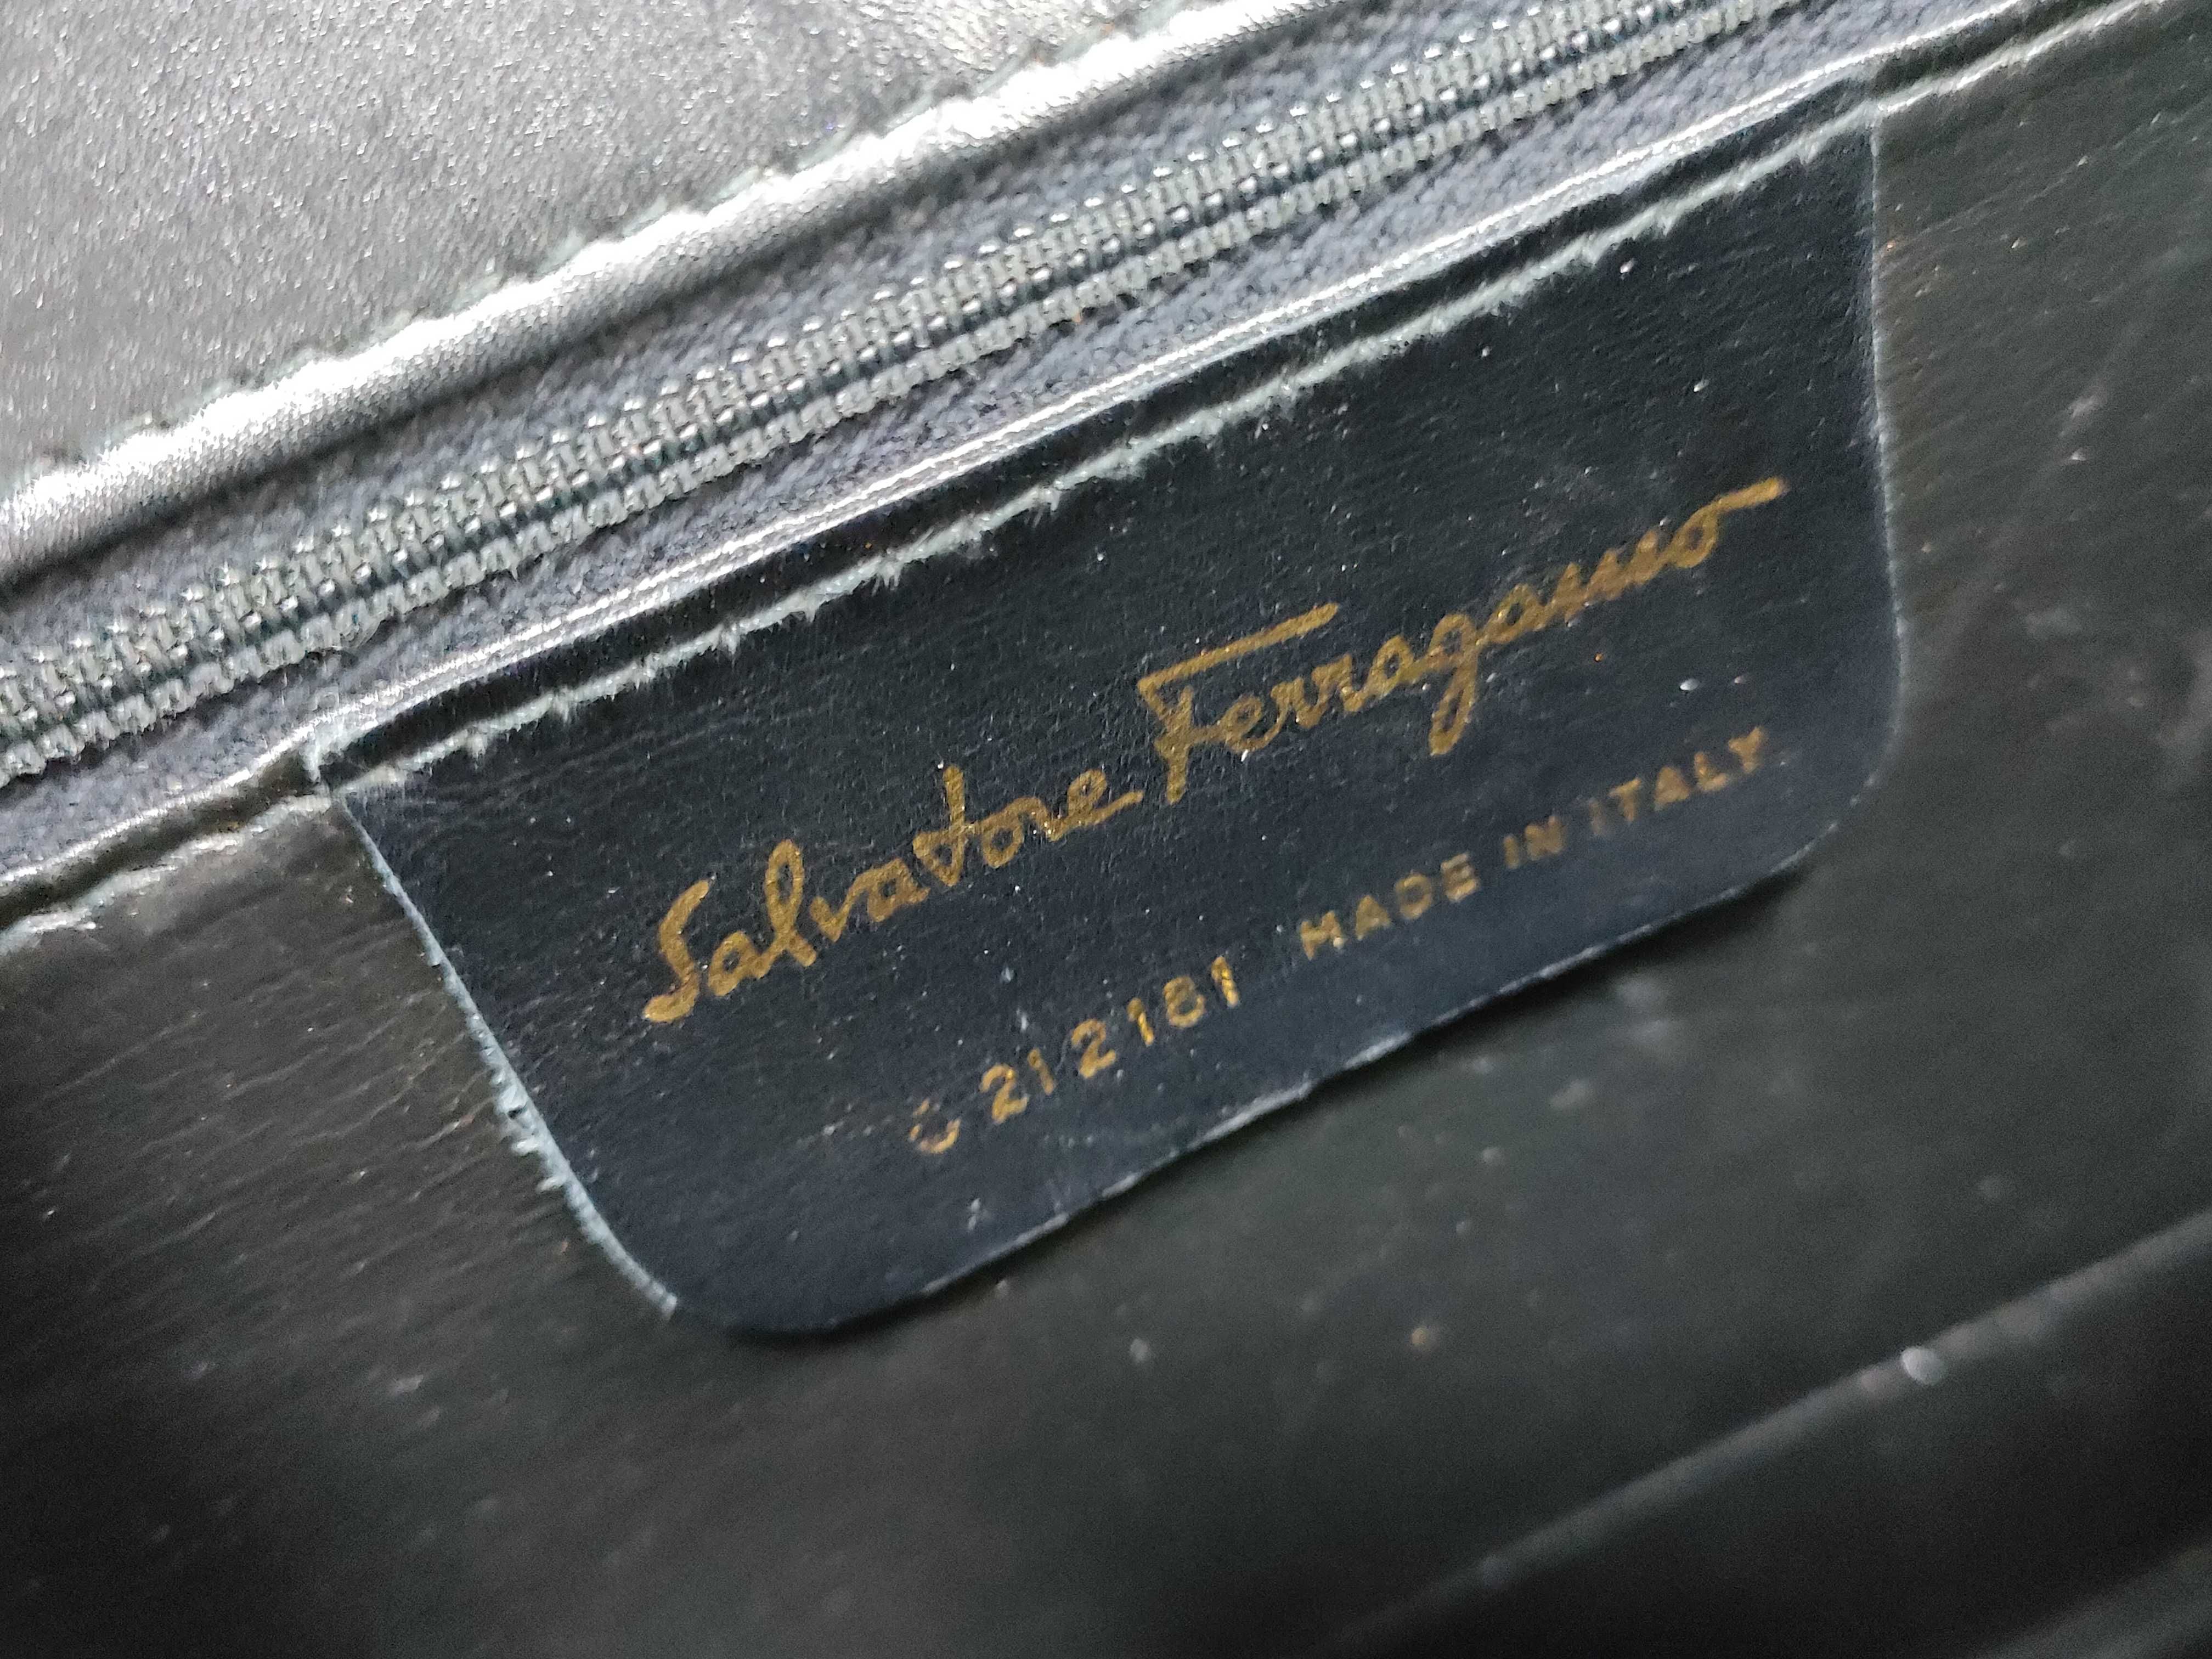 Salvatore Ferragamo
212181 MADE IN ITALY